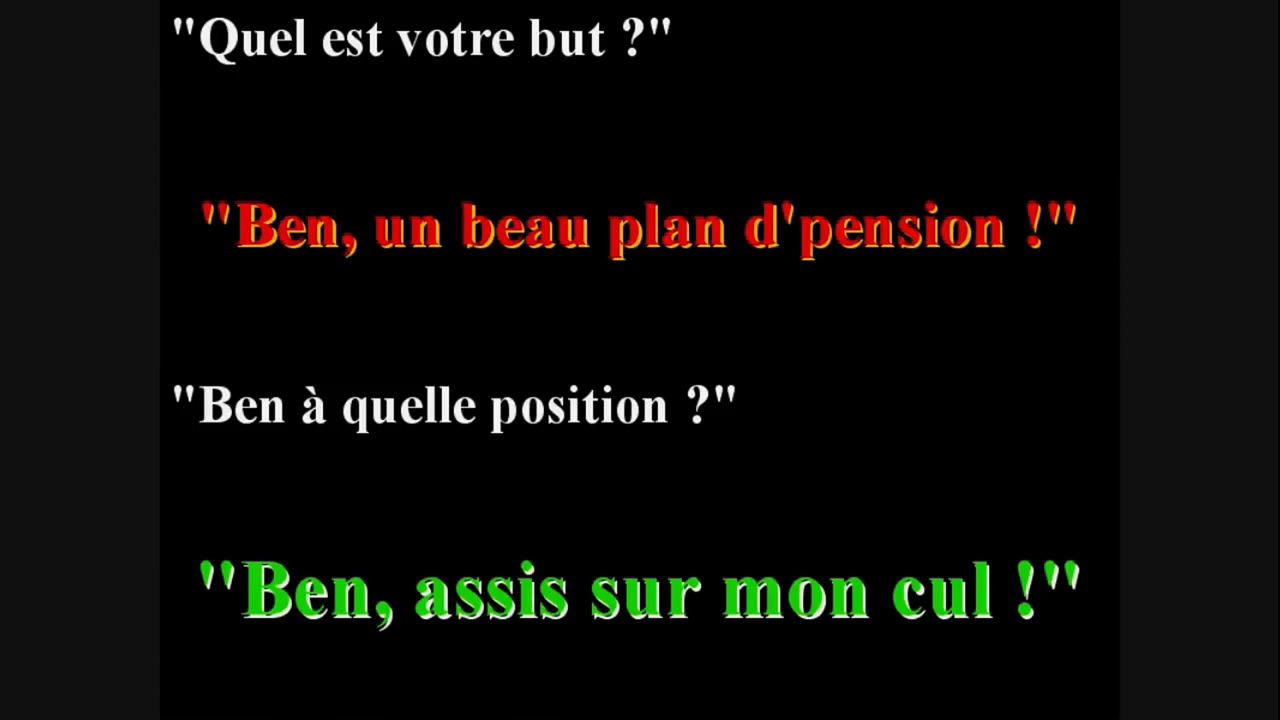 "Quel est votre but ?"
"Ben, un beau plan d'pension !"
"Ben à quelle position ?"
"Ben, assis sur mon cul !"